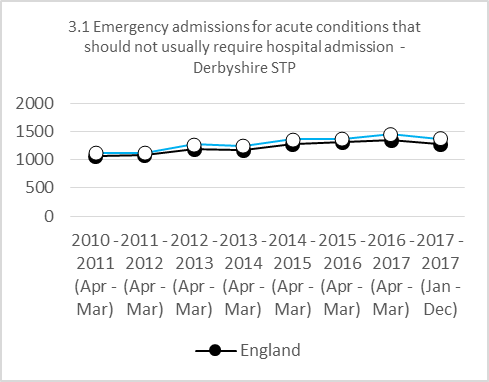 3.1 Emergency admissions for acute conditions that
should not usually require hospital admission -
Derbyshire STP
2000
1500
1000
500
0
2010 - 2011 - 2012 - 2013 - 2014 - 2015 - 2016 - 2017 -
2011 2012 2013 2014 2015 2016 2017 2017
(Apr - (Apr - (Apr - (Apr - (Apr - (Apr - (Apr - (Jan -
Mar) Mar) Mar) Mar) Mar) Mar) Mar) Dec)
England